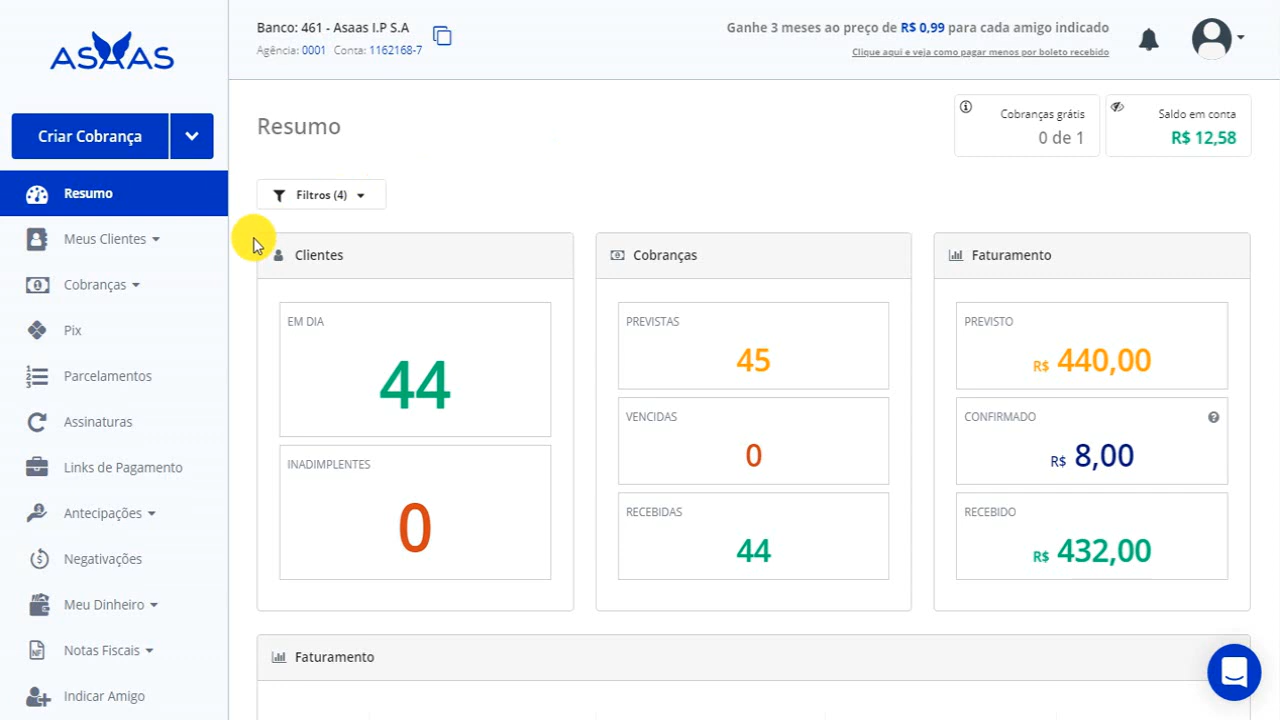 ASAAS
Criar Cobrança
Resumo
Meus Clientes
Cobranças
Pix
Parcelamentos
Assinaturas
Links de Pagamento
Antecipações
Negativações
Meu Dinheiro
Notas Fiscais
Indicar Amigo
Banco: 461 - Asaas I.P S.A
Agência: 0001 Conta: 1162168-7
Ganhe 3 meses ao preço de R$ 0,99 para cada amigo indicado
Clique aqui e veja como pagar menos por boleto recebido
Resumo
Cobranças grátis
0 de 1
Saldo em conta
R$ 12,58
Filtros (4)
Clientes
EM DIA
44
INADIMPLENTES
0
Cobranças
PREVISTAS
45
VENCIDAS
0
RECEBIDAS
44
Faturamento
PREVISTO
R$ 440,00
CONFIRMADO
R$ 8,00
RECEBIDO
R$ 432,00
Faturamento